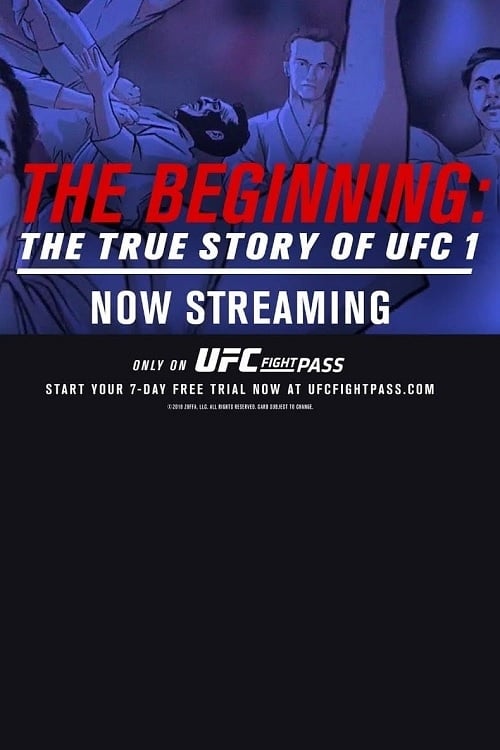 THE BEGINNING:
THE TRUE STORY OF UFC 1
NOW STREAMING
ONLY ON UFC FIGHT PASS
START YOUR 7-DAY FREE TRIAL NOW AT UFCFIGHTPASS.COM
©2018 ZUFFA, LLC. ALL RIGHTS RESERVED. CARD SUBJECT TO CHANGE.